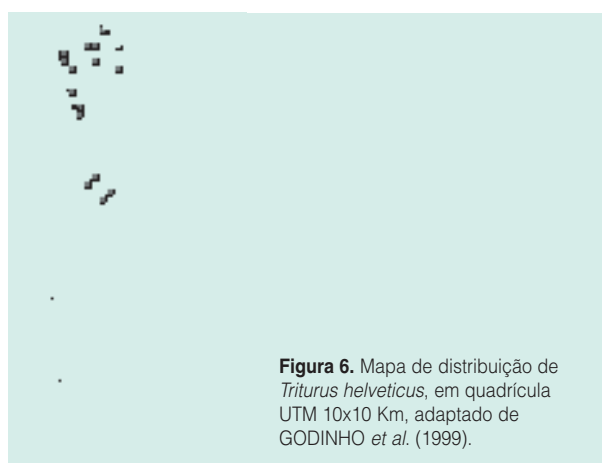 Figura 6. Mapa de distribuição de
Triturus helveticus, em quadrícula
UTM 10x10 Km, adaptado de
GODINHO et al. (1999).